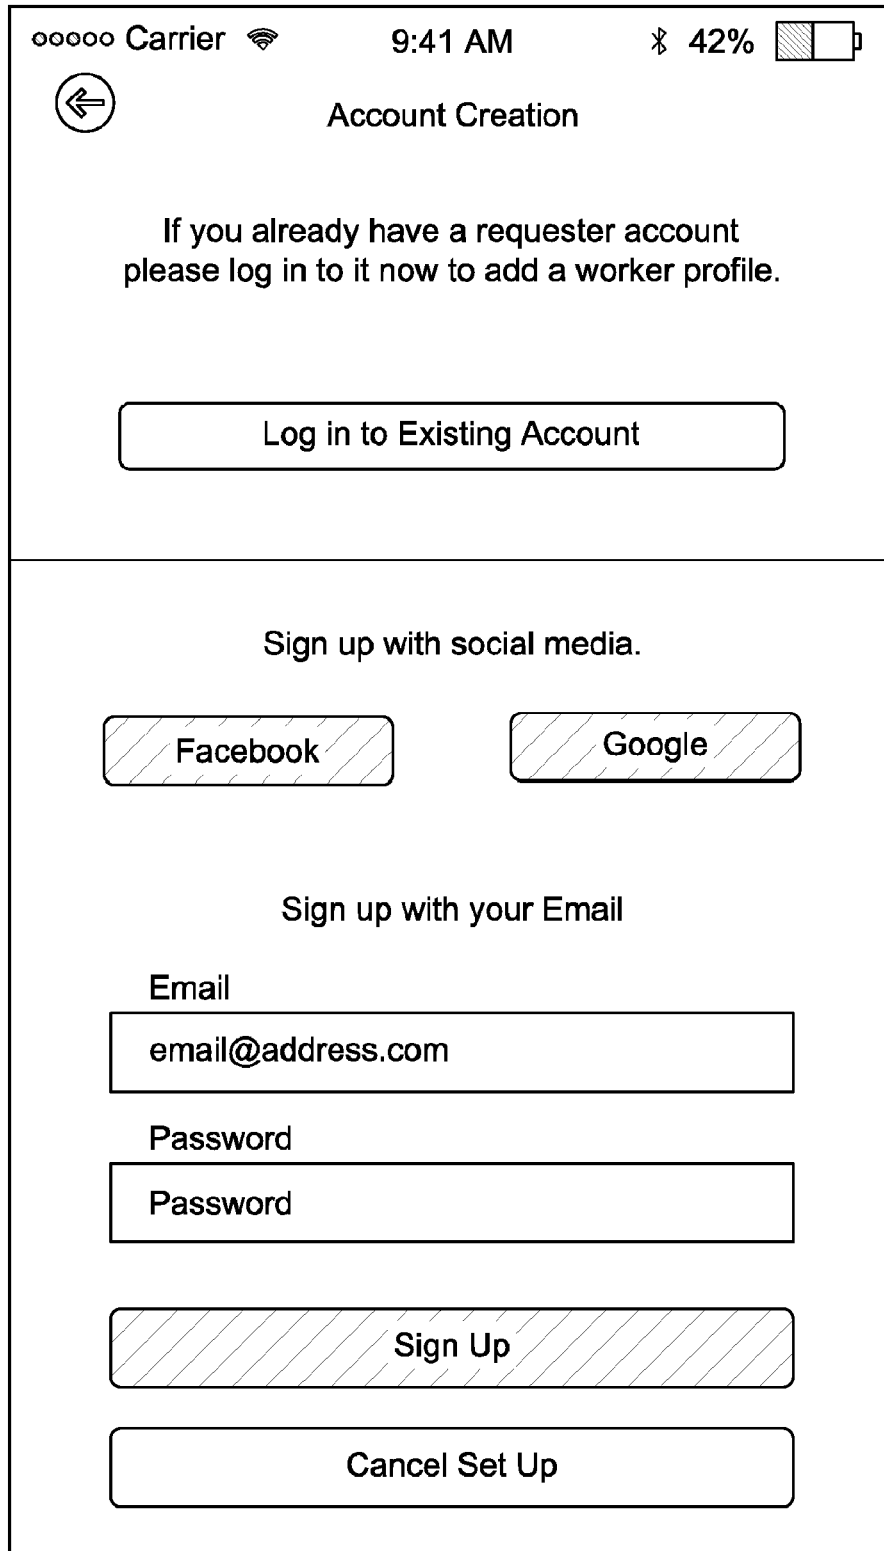 Carrier 9:41 AM 42%
Account Creation
If you already have a requester account
please log in to it now to add a worker profile.
Log in to Existing Account
Sign up with social media.
Facebook Google
Sign up with your Email
Email
email@address.com
Password
Password
Sign Up
Cancel Set Up